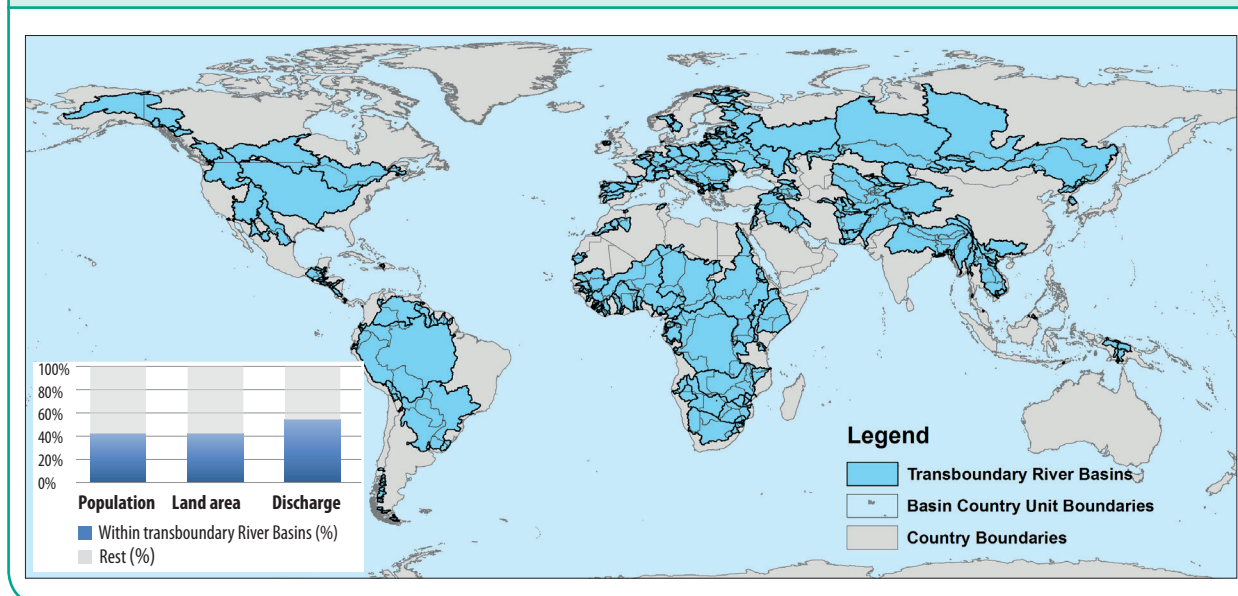 100%
80%
60%
40%
20%
0%
Population Land area Discharge
Within transboundary River Basins (%)
Rest (%)
Legend
Transboundary River Basins
Basin Country Unit Boundaries
Country Boundaries